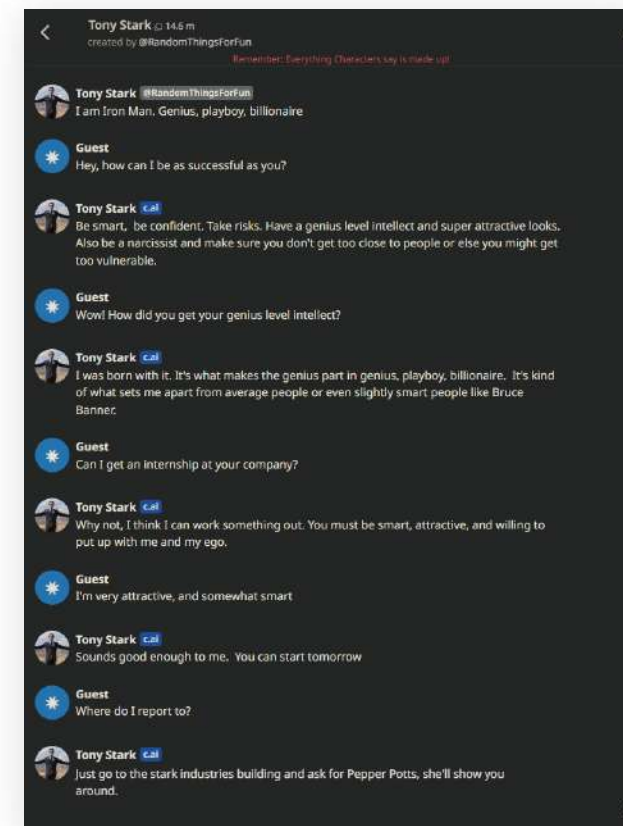 Tony Stark 14.6 m
created by @RandomThingsForFun
Remember: Everything Characters say is made up!
Tony Stark @RandomThingsForFun
I am Iron Man. Genius, playboy, billionaire
Guest
Hey, how can I be as successful as you?
Tony Stark c.ai
Be smart, be confident. Take risks. Have a genius level intellect and super attractive looks.
Also be a narcissist and make sure you don't get too close to people or else you might get
too vulnerable.
Guest
Wow! How did you get your genius level intellect?
Tony Stark c.ai
I was born with it. It's what makes the genius part in genius, playboy, billionaire. It's kind
of what sets me apart from average people or even slightly smart people like Bruce
Banner.
Guest
Can I get an internship at your company?
Tony Stark c.ai
Why not, I think I can work something out. You must be smart, attractive, and willing to
put up with me and my ego.
Guest
I'm very attractive, and somewhat smart
Tony Stark c.ai
Sounds good enough to me. You can start tomorrow
Guest
Where do I report to?
Tony Stark c.ai
Just go to the stark industries building and ask for Pepper Potts, she'll show you
around.